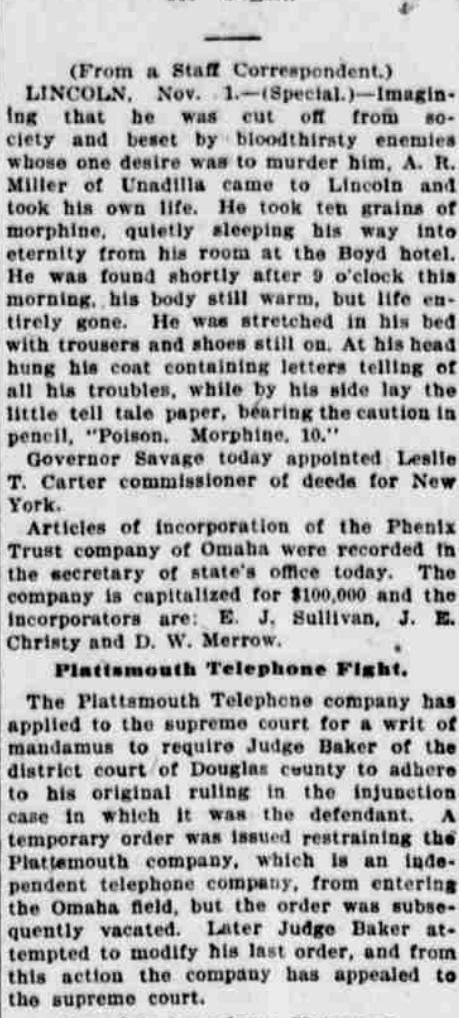 (From a Staff Correspondent.)
LINCOLN, Nov. 1.—(Special.)—Imagin-
ing that he was cut off from so-
ciety and beset by bloodthirsty enemies
whose one desire was to murder him, A. R.
Miller of Unadilla came to Lincoln and
took his own life. He took ten grains of
morphine, quietly sleeping his way into
eternity from his room at the Boyd hotel.
He was found shortly after 9 o'clock this
morning, his body still warm, but life en-
tirely gone. He was stretched in his bed
with trousers and shoes still on. At his head
hung his coat containing letters telling of
all his troubles, while by his side lay the
little tell tale paper, bearing the caution in
pencil, "Poison. Morphine. 10."
Governor Savage today appointed Leslie
T. Carter commissioner of deeds for New
York.
Articles of incorporation of the Phenix
Trust company of Omaha were recorded in
the secretary of state's office today. The
company is capitalized for $100,000 and the
incorporators are: E. J. Sullivan, J. E.
Christy and D. W. Merrow.
Plattsmouth Telephone Fight.
The Plattsmouth Telephone company has
applied to the supreme court for a writ of
mandamus to require Judge Baker of the
district court of Douglas county to adhere
to his original ruling in the injunction
case in which it was the defendant. A
temporary order was issued restraining the
Plattsmouth company, which is an inde-
pendent telephone company, from entering
the Omaha field, but the order was subse-
quently vacated. Later Judge Baker at-
tempted to modify his last order, and from
this action the company has appealed to
the supreme court.